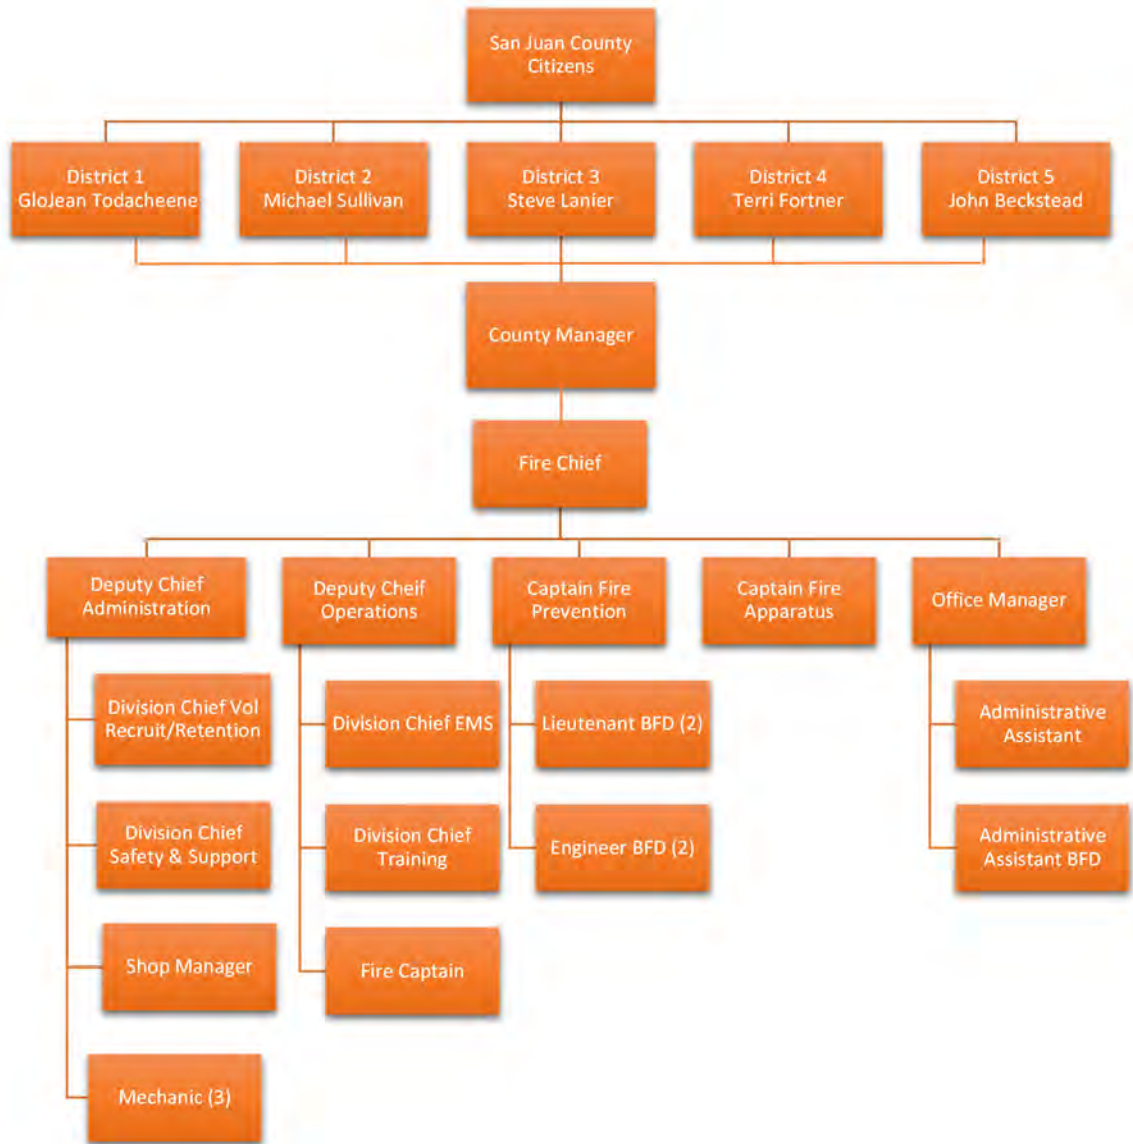 San Juan County
Citizens
District 1
GloJean Todacheene
District 2
Michael Sullivan
District 3
Steve Lanier
District 4
Terri Fortner
District 5
John Beckstead
County Manager
Fire Chief
Deputy Chief
Administration
Deputy Cheif
Operations
Captain Fire
Prevention
Captain Fire
Apparatus
Office Manager
Division Chief Vol
Recruit/Retention
Division Chief EMS
Lieutenant BFD (2)
Administrative
Assistant
Division Chief
Safety & Support
Division Chief
Training
Engineer BFD (2)
Administrative
Assistant BFD
Shop Manager
Fire Captain
Mechanic (3)